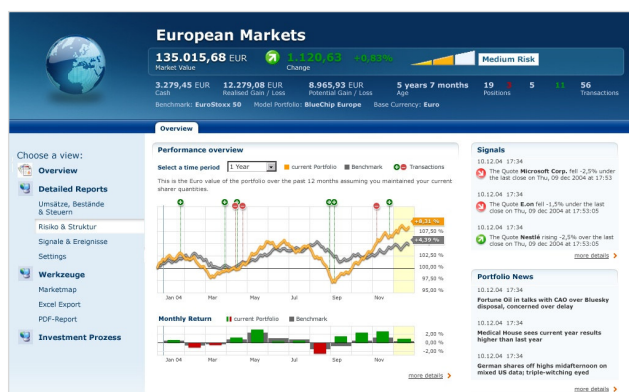 European Markets
135.015,68 EUR
Market Value
1.120,63 +0,83%
Change
Medium Risk
3.279,45 EUR
Cash
12.279,08 EUR
Realised Gain / Loss
8.965,93 EUR
Potential Gain / Loss
5 years 7 months
Age
19 3 5 11
Positions
56
Transactions
Benchmark: EuroStoxx 50 Model Portfolio: BlueChip Europe Base Currency: Euro
Overview
Choose a view:
Overview
Detailed Reports
Umsätze, Bestände
& Steuern
Risiko & Struktur
Signale & Ereignisse
Settings
Werkzeuge
Marketmap
Excel Export
PDF-Report
Investment Prozess
Performance overview
Select a time period 1 Year current Portfolio Benchmark Transactions
This is the Euro value of the portfolio over the past 12 months assuming you maintained your current
sharer quantities.
+8,31 %
107,50 %
+4,39 %
102,50 %
100,00 %
97,50 %
95,00 %
Jan 04 Mar May Jul Sep Nov
Monthly Return current Portfolio Benchmark
2,00 %
0,00 %
-2,00 %
Jan 04 Mar May Jul Sep Nov
more details
Signals
10.12.04 17:34
The Quote Microsoft Corp. fell -2,5% under
the last close on Thu, 09 dec 2004 at 17:53
10.12.04 17:34
The Quote E.on fell -1,5% under the last
close on Thu, 09 dec 2004 at 17:53:05
10.12.04 17:34
The Quote Nestlé rising -2,5% over the last
close on Thu, 09 dec 2004 at 17:53:05
more details
Portfolio News
10.12.04 17:34
Fortune Oil in talks with CAO over Bluesky
disposal, concerned over delay
10.12.04 17:34
Medical House sees current year results
higher than last year
10.12.04 17:34
German shares off highs midafternoon on
mixed US data; triple-witching eyed
more details